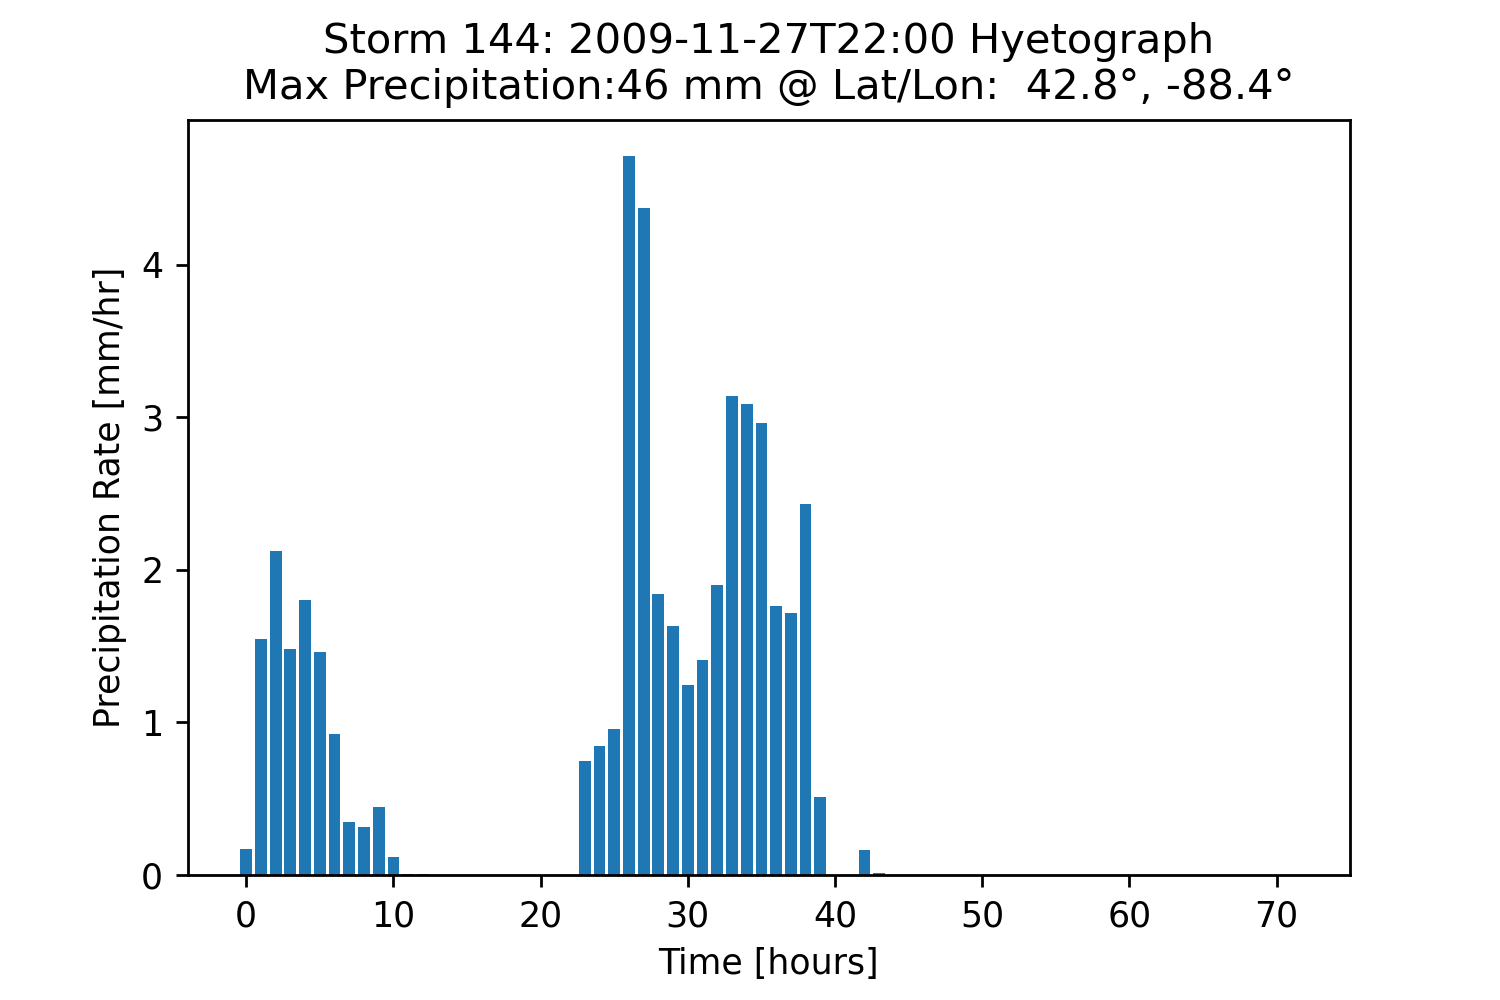 Storm 144: 2009-11-27T22:00 Hyetograph
Max Precipitation:46 mm @ Lat/Lon:  42.8°, -88.4°
Precipitation Rate [mm/hr]
4
3
2
1
0
0 10 20 30 40 50 60 70
Time [hours]